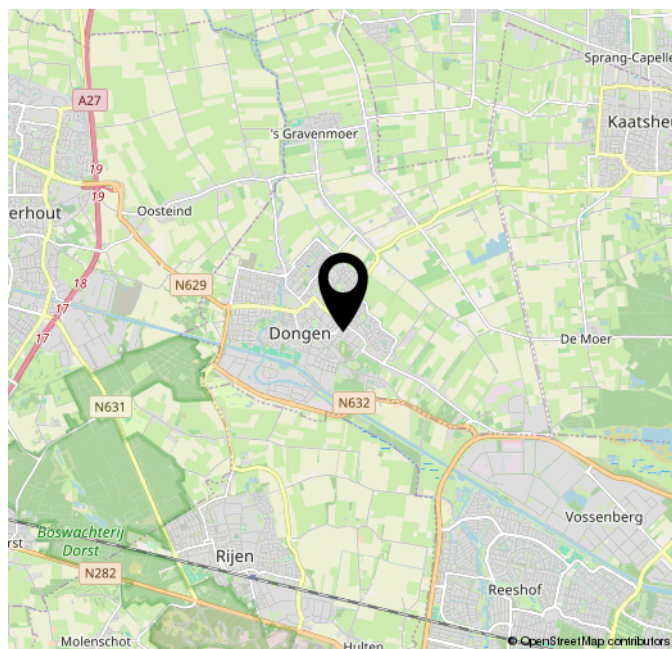 Sprang-Capelle
A27
Kaatsheu
's Gravenmoer
19
19
Oosteind
erhout
N629
18
17
17
Dongen
De Moer
N631
N632
Vossenberg
Boswachterij
Dorst
rst
Rijen
N282
Reeshof
Molenschot
Hulten
© OpenStreetMap contributors